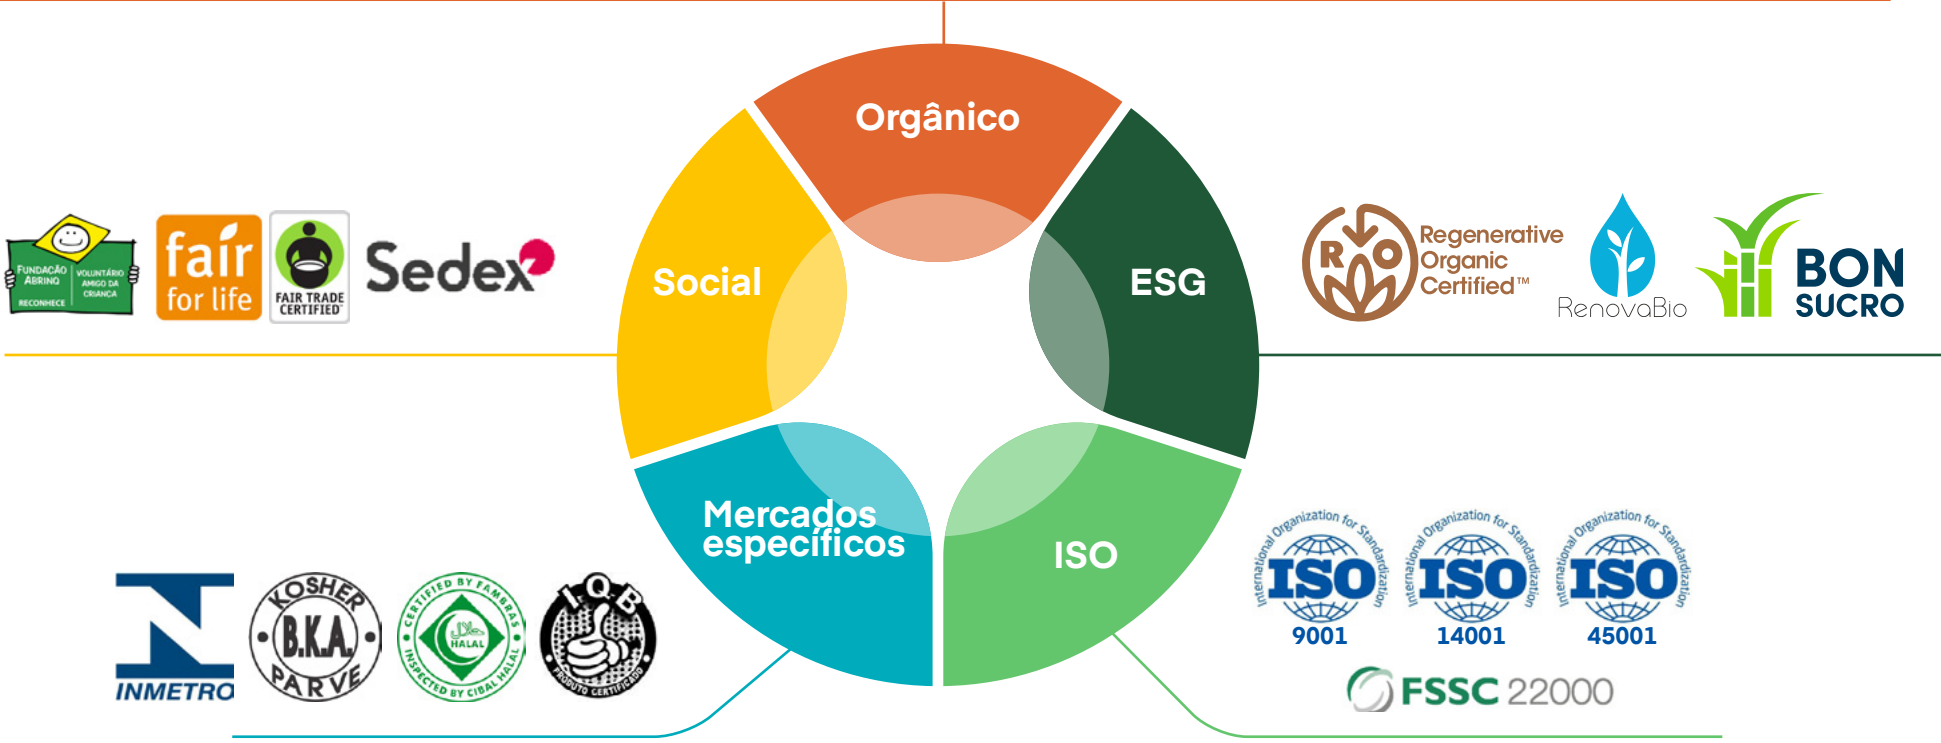 Orgânico
Social
ESG
Mercados
específicos
ISO
FUNDAÇÃO
ABRINQ
RECONHECE
VOLUNTÁRIO
AMIGO DA
CRIANÇA
fair
for life
FAIR TRADE
CERTIFIED™
Sedex
R O
Regenerative
Organic
Certified™
RenovaBio
BON
SUCRO
INMETRO
KOSHER
B.K.A.
PARVE
CERTIFIED BY FAMBRAS
حلال
HALAL
INSPECTED BY CIBAL HALAL
I.Q.B
PRODUTO CERTIFICADO
International Organization for Standardization
ISO
9001
International Organization for Standardization
ISO
14001
International Organization for Standardization
ISO
45001
FSSC 22000